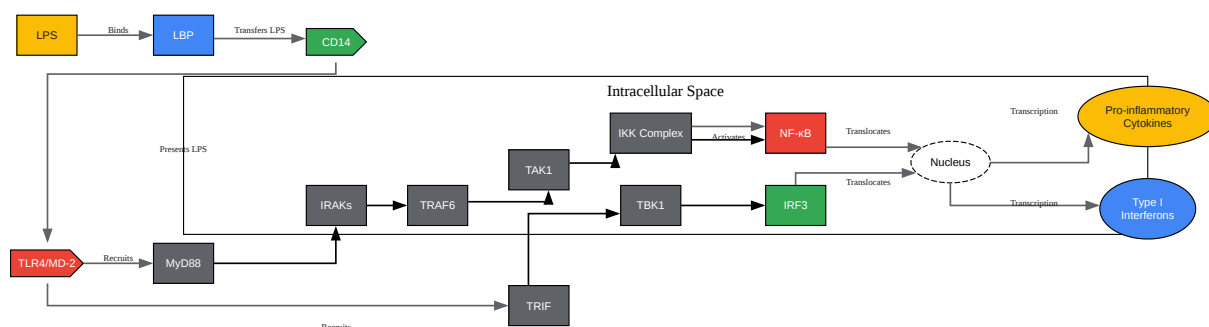 LPS
Binds
LBP
Transfers LPS
CD14
Intracellular Space
Pro-inflammatory
Cytokines
Transcription
IKK Complex
Activates
NF-κB
Translocates
Nucleus
Presents LPS
TAK1
IRAKs
TRAF6
TBK1
IRF3
Translocates
Transcription
Type I
Interferons
TLR4/MD-2
Recruits
MyD88
TRIF
Recruits